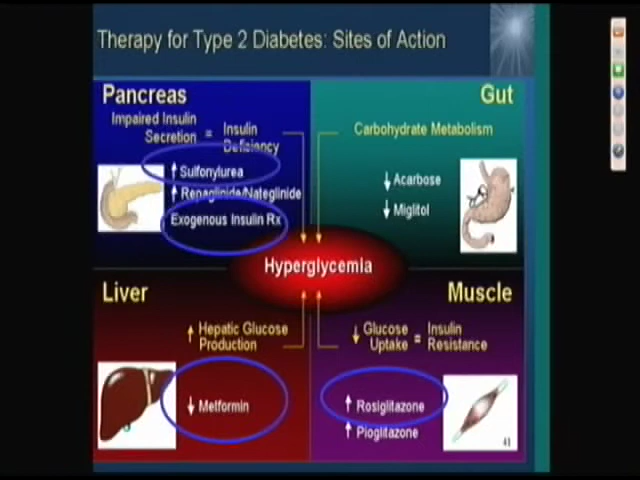 Therapy for Type 2 Diabetes: Sites of Action
Pancreas
Impaired Insulin
Secretion = Insulin
Deficiency
Sulfonylurea
Repaglinide/Nateglinide
Exogenous Insulin Rx
Gut
Carbohydrate Metabolism
Acarbose
Miglitol
Hyperglycemia
Liver
Hepatic Glucose
Production
Metformin
Muscle
Glucose
Uptake = Insulin
Resistance
Rosiglitazone
Pioglitazone
41